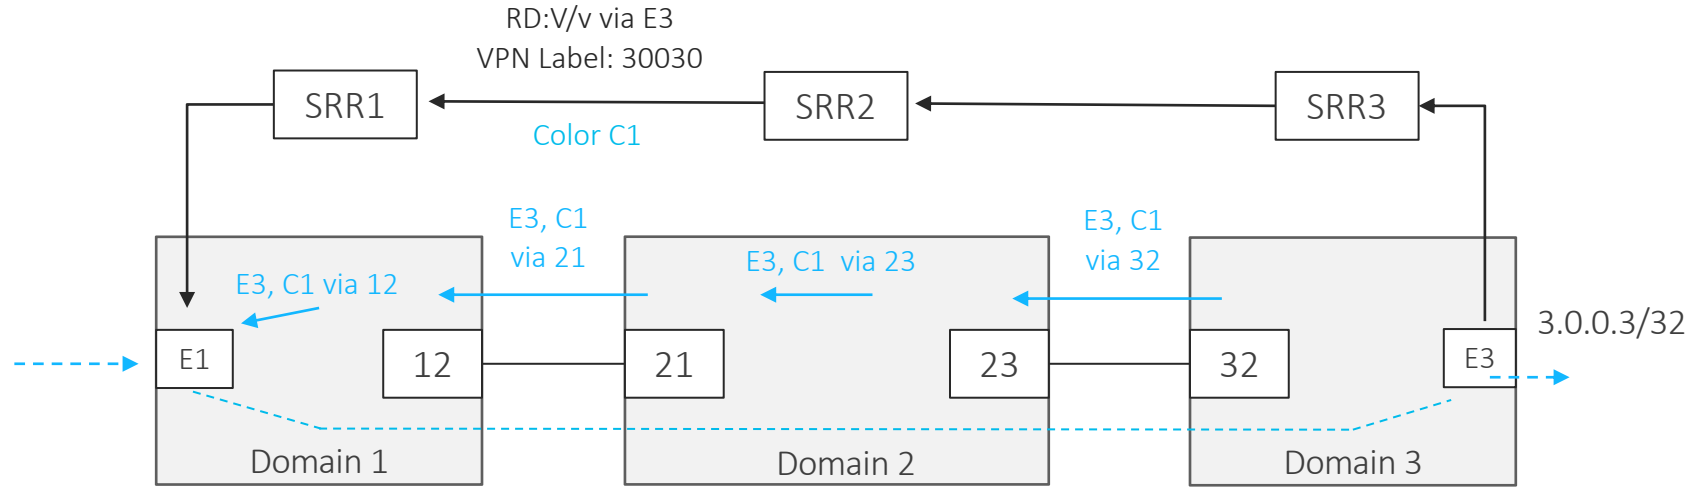 RD:V/v via E3
VPN Label: 30030
SRR1
SRR2
SRR3
Color C1
E3, C1
via 21
E3, C1
via 32
E3, C1 via 12
E3, C1 via 23
3.0.0.3/32
E1
12
21
23
32
E3
Domain 1
Domain 2
Domain 3